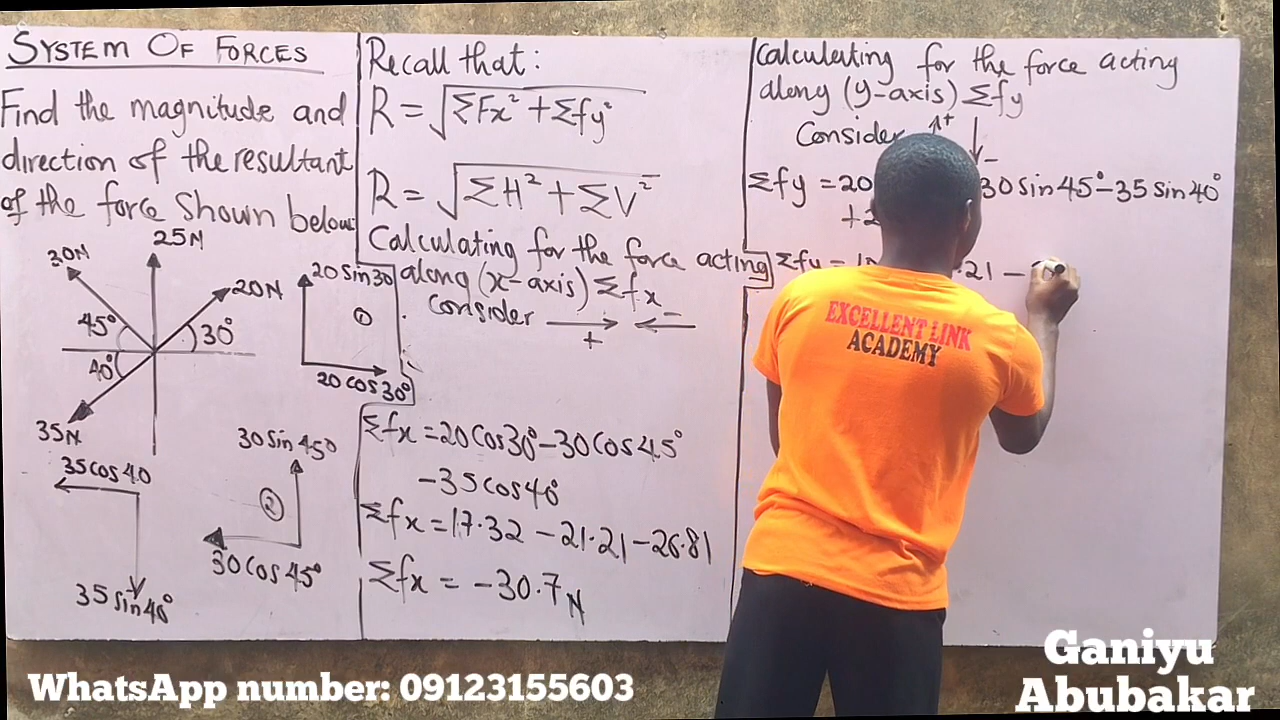 SYSTEM OF FORCES
Find the magnitude and
direction of the resultant
of the force Shown below
30N
25N
20N
45°
30°
40°
35N
20 Sin 30
①
20 cos 30°
35 cos 40
35 sin 40°
30 Sin 45°
②
30 cos 45°
Recall that:
R = √ΣFx² + Σfy²
R = √ΣH² + ΣV²
Calculating for the force acting
along (x-axis) Σfx
Consider → + ← −
Σfx = 20 Cos30° − 30 Cos 45°
− 35 cos 40°
Σfx = 17.32 − 21.21 − 26.81
Σfx = −30.7N
Calculating for the force acting
along (y-axis) Σfy
Consider ↑+ ↓−
Σfy = 20 30 Sin 45° − 35 Sin 40°
Σfy = .21 −
EXCELLENT LINK
ACADEMY
WhatsApp number: 09123155603
Ganiyu
Abubakar